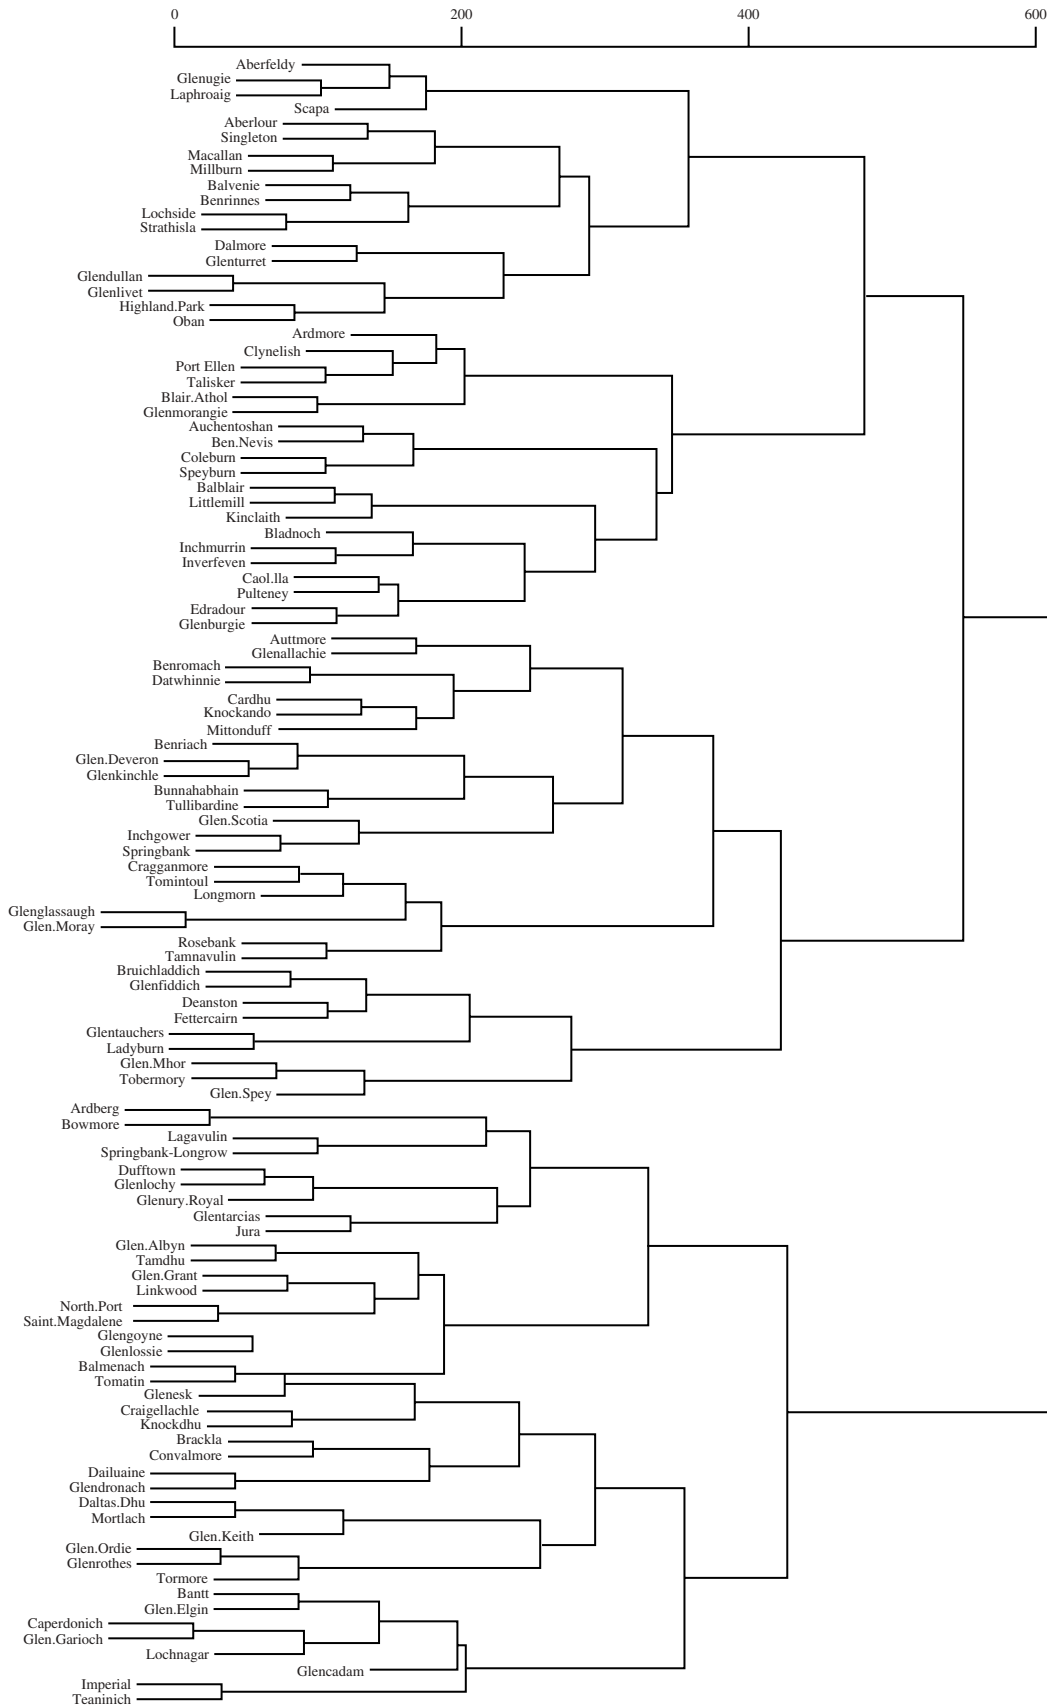 0 200 400 600
Aberfeldy
Glenugie
Laphroaig
Scapa
Aberlour
Singleton
Macallan
Millburn
Balvenie
Benrinnes
Lochside
Strathisla
Dalmore
Glenturret
Glendullan
Glenlivet
Highland.Park
Oban
Ardmore
Clynelish
Port Ellen
Talisker
Blair.Athol
Glenmorangie
Auchentoshan
Ben.Nevis
Coleburn
Speyburn
Balblair
Littlemill
Kinclaith
Bladnoch
Inchmurrin
Inverfeven
Caol.lla
Pulteney
Edradour
Glenburgie
Auttmore
Glenallachie
Benromach
Datwhinnie
Cardhu
Knockando
Mittonduff
Benriach
Glen.Deveron
Glenkinchle
Bunnahabhain
Tullibardine
Glen.Scotia
Inchgower
Springbank
Cragganmore
Tomintoul
Longmorn
Glenglassaugh
Glen.Moray
Rosebank
Tamnavulin
Bruichladdich
Glenfiddich
Deanston
Fettercairn
Glentauchers
Ladyburn
Glen.Mhor
Tobermory
Glen.Spey
Ardberg
Bowmore
Lagavulin
Springbank-Longrow
Dufftown
Glenlochy
Glenury.Royal
Glentarcias
Jura
Glen.Albyn
Tamdhu
Glen.Grant
Linkwood
North.Port
Saint.Magdalene
Glengoyne
Glenlossie
Balmenach
Tomatin
Glenesk
Craigellachle
Knockdhu
Brackla
Convalmore
Dailuaine
Glendronach
Daltas.Dhu
Mortlach
Glen.Keith
Glen.Ordie
Glenrothes
Tormore
Bantt
Glen.Elgin
Caperdonich
Glen.Garioch
Lochnagar
Glencadam
Imperial
Teaninich